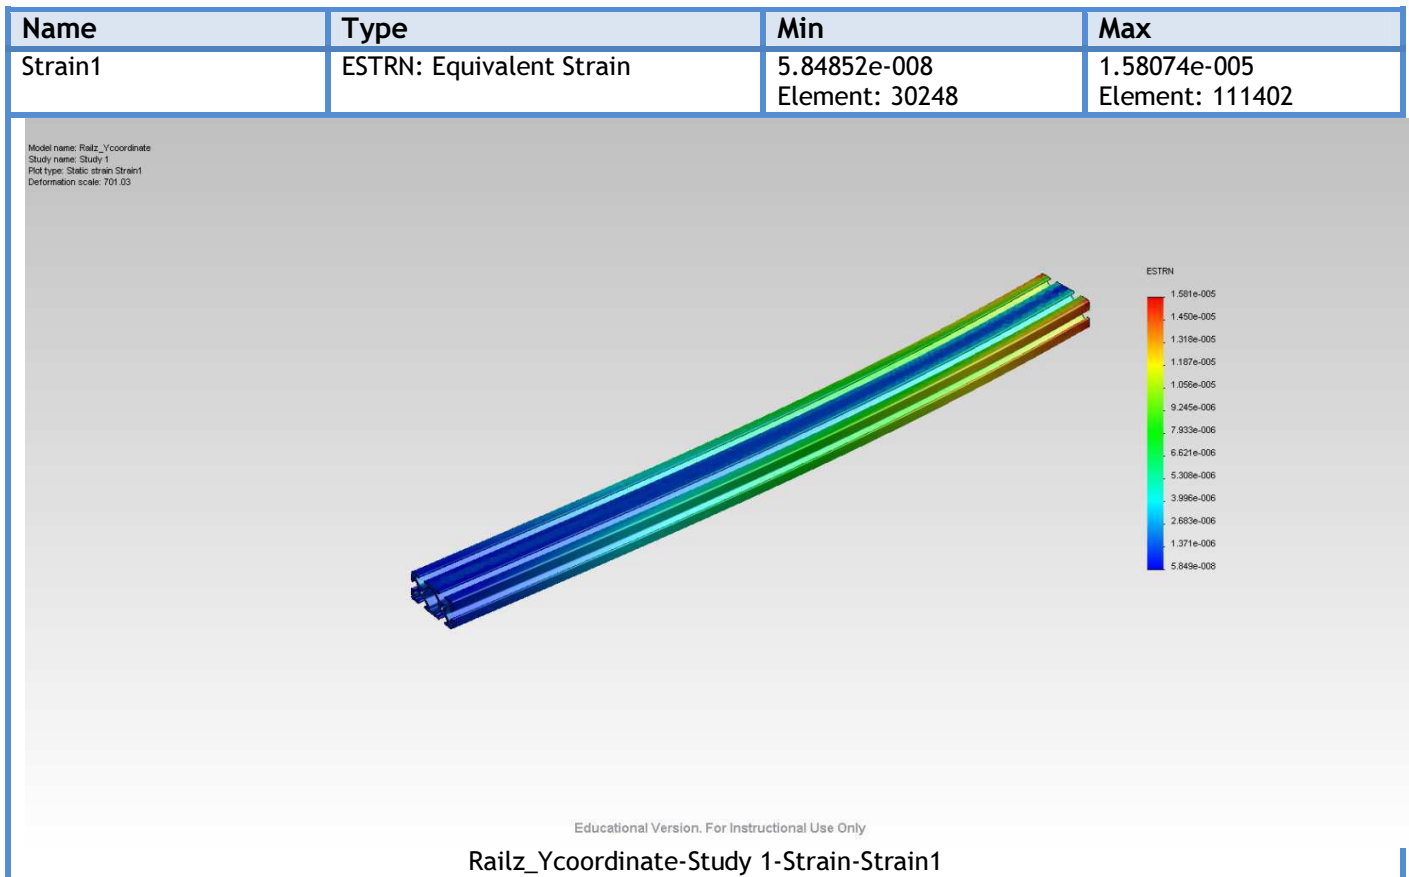 Name Type Min Max
Strain1 ESTRN: Equivalent Strain 5.84852e-008 1.58074e-005
Element: 30248 Element: 111402
Model name: Railz_Ycoordinate
Study name: Study 1
Plot type: Static strain Strain1
Deformation scale: 701.03
ESTRN
1.581e-005
1.450e-005
1.318e-005
1.187e-005
1.056e-005
9.245e-006
7.933e-006
6.621e-006
5.308e-006
3.996e-006
2.683e-006
1.371e-006
5.849e-008
Educational Version. For Instructional Use Only
Railz_Ycoordinate-Study 1-Strain-Strain1